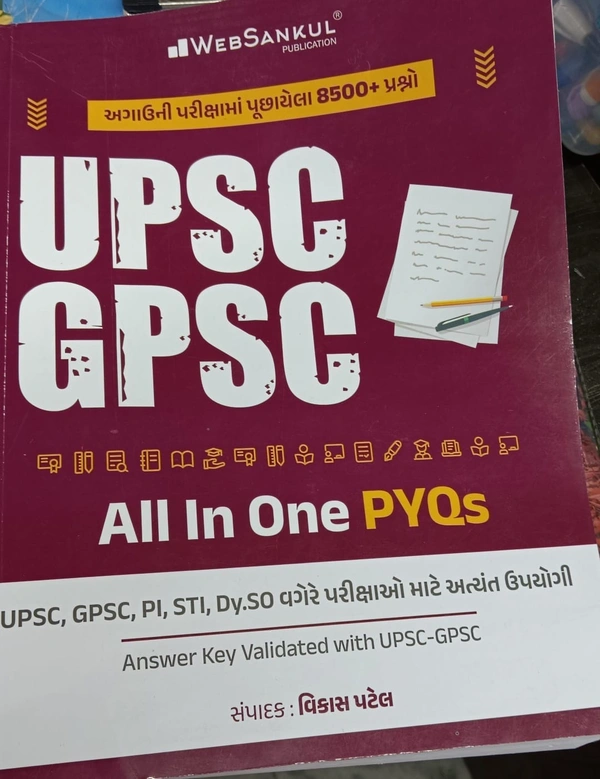 WEBSANKUL®
PUBLICATION
અગાઉની પરીક્ષામાં પૂછાયેલા 8500+ પ્રશ્નો
UPSC
GPSC
All In One PYQs
UPSC, GPSC, PI, STI, Dy.SO વગેરે પરીક્ષાઓ માટે અત્યંત ઉપયોગી
Answer Key Validated with UPSC-GPSC
સંપાદક : વિકાસ પટેલ